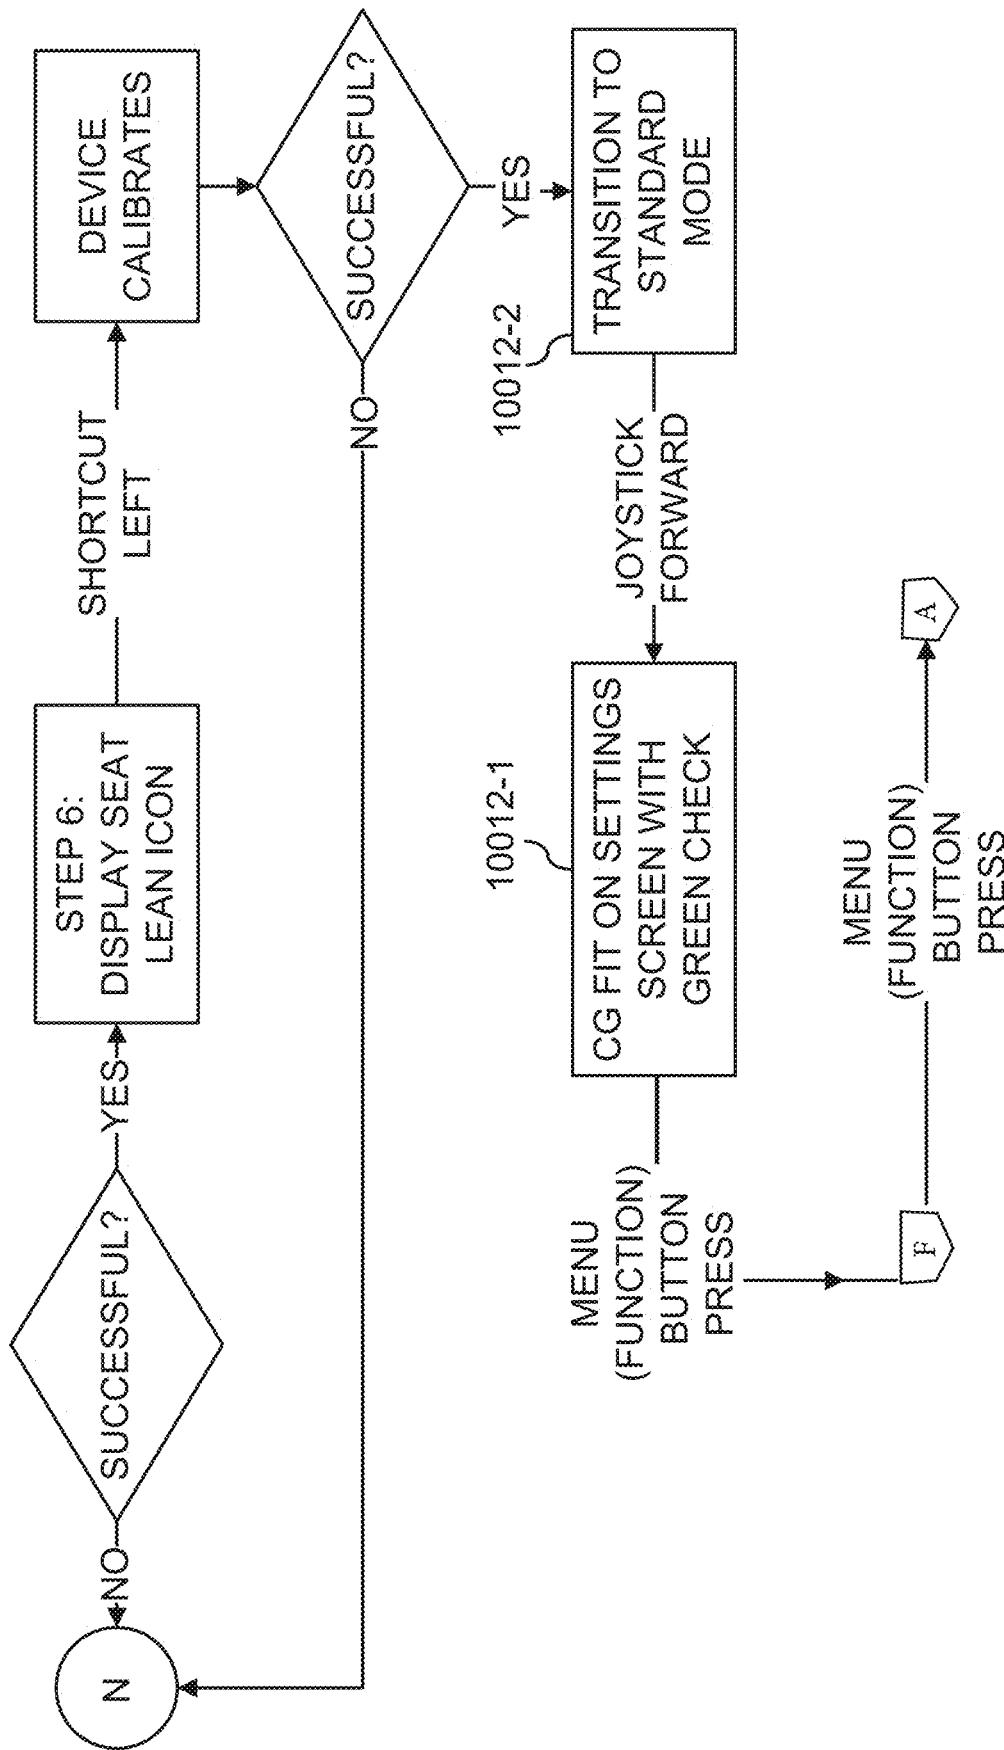 N
NO
SUCCESSFUL?
YES
STEP 6:
DISPLAY SEAT
LEAN ICON
SHORTCUT
LEFT
DEVICE
CALIBRATES
SUCCESSFUL?
NO
YES
10012-2
TRANSITION TO
STANDARD
MODE
JOYSTICK
FORWARD
10012-1
CG FIT ON SETTINGS
SCREEN WITH
GREEN CHECK
MENU
(FUNCTION)
BUTTON
PRESS
F
MENU
(FUNCTION)
BUTTON
PRESS
A